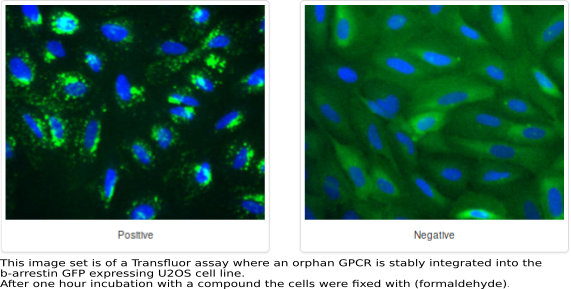 Positive
Negative
This image set is of a Transfluor assay where an orphan GPCR is stably integrated into the
b-arrestin GFP expressing U2OS cell line.
After one hour incubation with a compound the cells were fixed with (formaldehyde).